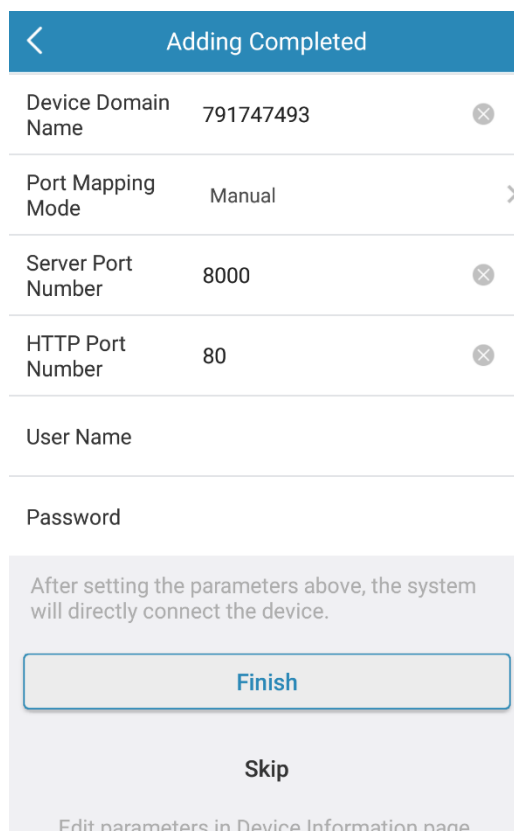 Adding Completed
Device Domain
Name
791747493
Port Mapping
Mode
Manual
Server Port
Number
8000
HTTP Port
Number
80
User Name
Password
After setting the parameters above, the system
will directly connect the device.
Finish
Skip
Edit parameters in Device Information page